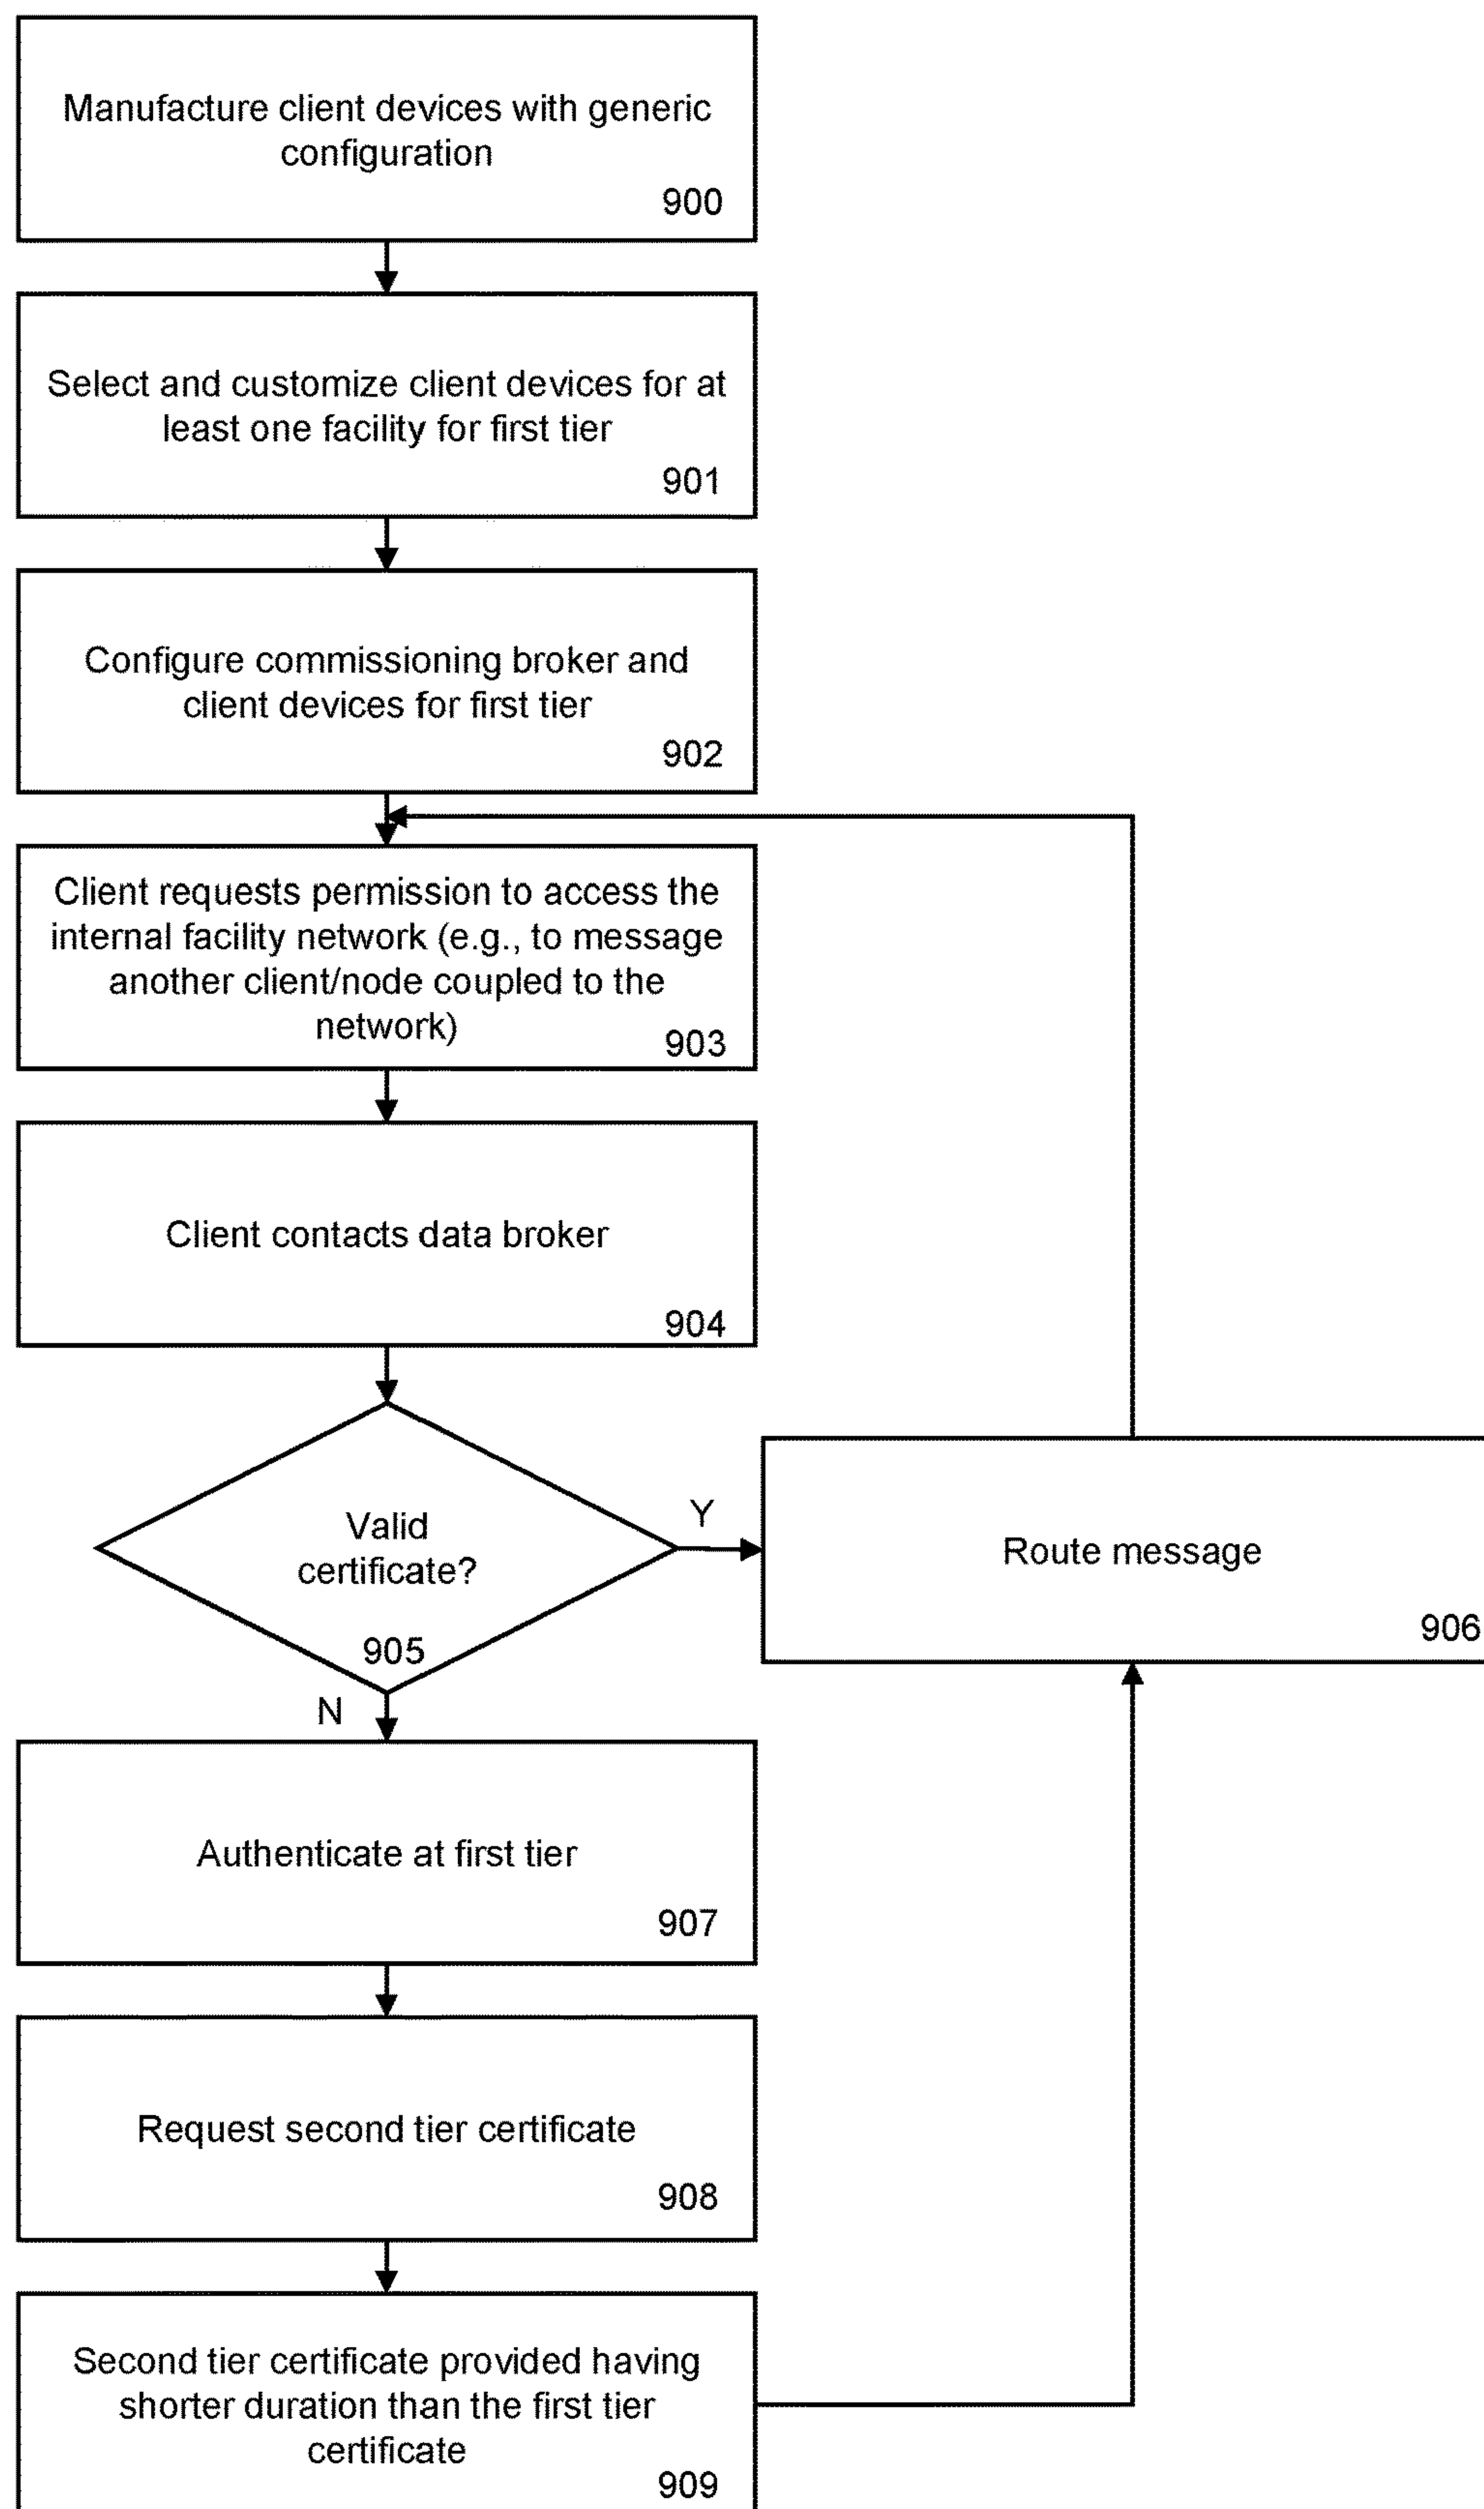 Manufacture client devices with generic
configuration
900
Select and customize client devices for at
least one facility for first tier
901
Configure commissioning broker and
client devices for first tier
902
Client requests permission to access the
internal facility network (e.g., to message
another client/node coupled to the
network)
903
Client contacts data broker
904
Valid
certificate?
905
Y
Route message
906
N
Authenticate at first tier
907
Request second tier certificate
908
Second tier certificate provided having
shorter duration than the first tier
certificate
909